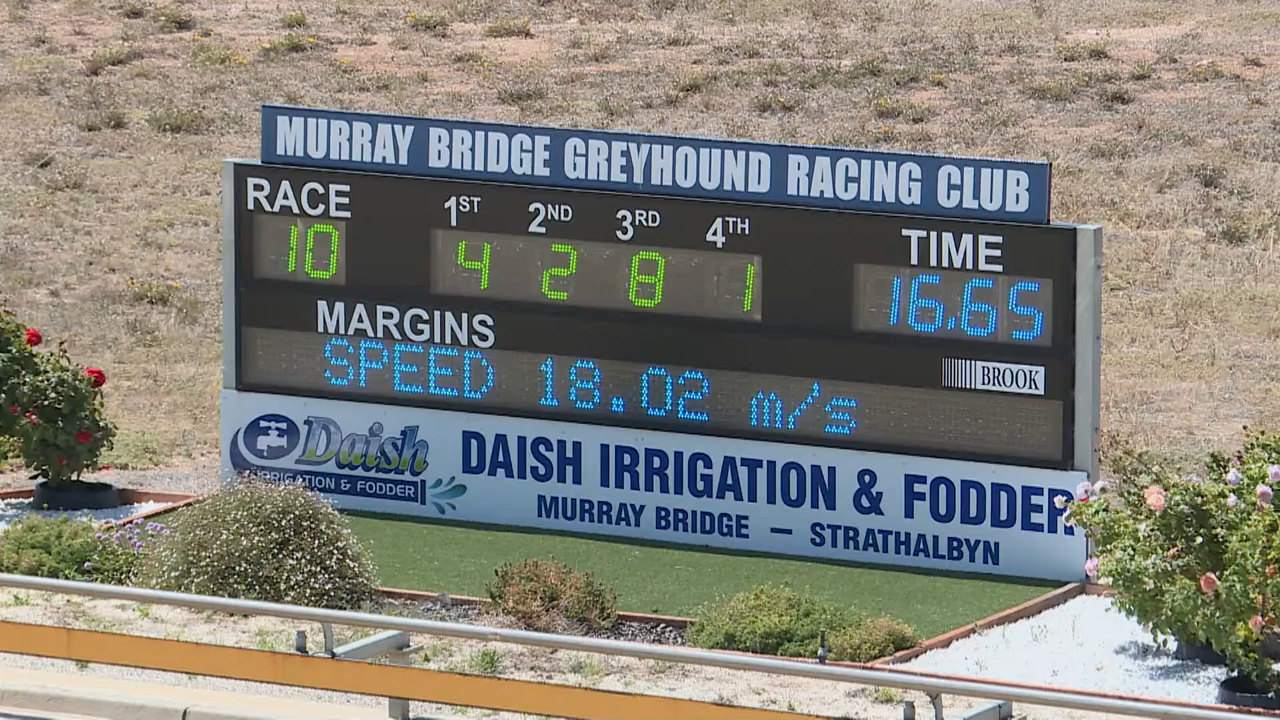 MURRAY BRIDGE GREYHOUND RACING CLUB
RACE 1ST 2ND 3RD 4TH TIME
10 4 2 8 1 16.65
MARGINS
SPEED 18.02 m/s
BROOK
Daish
IRRIGATION & FODDER
DAISH IRRIGATION & FODDER
MURRAY BRIDGE – STRATHALBYN